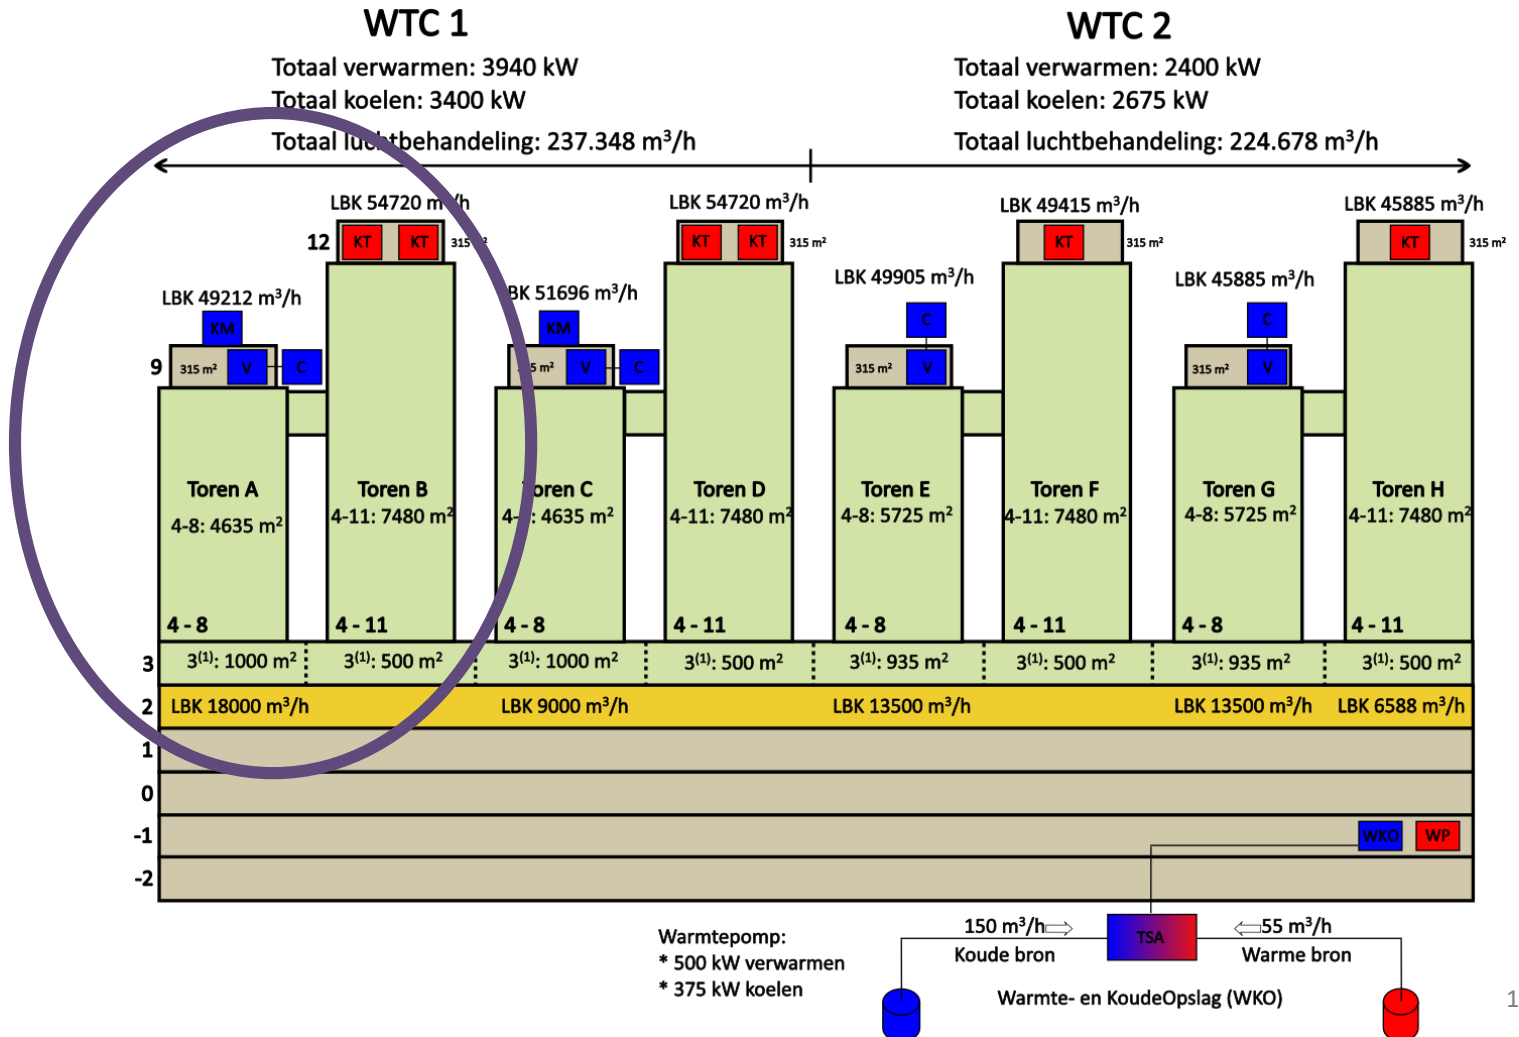 WTC 1
WTC 2
Totaal verwarmen: 3940 kW
Totaal koelen: 3400 kW
Totaal luchtbehandeling: 237.348 m³/h
Totaal verwarmen: 2400 kW
Totaal koelen: 2675 kW
Totaal luchtbehandeling: 224.678 m³/h
LBK 54720 m³/h
LBK 54720 m³/h
LBK 49415 m³/h
LBK 45885 m³/h
12
KT
KT
315 m²
KT
KT
315 m²
KT
315 m²
KT
315 m²
LBK 49212 m³/h
LBK 51696 m³/h
LBK 49905 m³/h
LBK 45885 m³/h
KM
KM
C
C
9
315 m²
V
C
315 m²
V
C
315 m²
V
315 m²
V
Toren A
4-8: 4635 m²
Toren B
4-11: 7480 m²
Toren C
4-8: 4635 m²
Toren D
4-11: 7480 m²
Toren E
4-8: 5725 m²
Toren F
4-11: 7480 m²
Toren G
4-8: 5725 m²
Toren H
4-11: 7480 m²
4 - 8
4 - 11
4 - 8
4 - 11
4 - 8
4 - 11
4 - 8
4 - 11
3
3⁽¹⁾: 1000 m²
3⁽¹⁾: 500 m²
3⁽¹⁾: 1000 m²
3⁽¹⁾: 500 m²
3⁽¹⁾: 935 m²
3⁽¹⁾: 500 m²
3⁽¹⁾: 935 m²
3⁽¹⁾: 500 m²
2
LBK 18000 m³/h
LBK 9000 m³/h
LBK 13500 m³/h
LBK 13500 m³/h
LBK 6588 m³/h
1
0
-1
WKO
WP
-2
Warmtepomp:
* 500 kW verwarmen
* 375 kW koelen
150 m³/h
Koude bron
TSA
55 m³/h
Warme bron
Warmte- en KoudeOpslag (WKO)
1